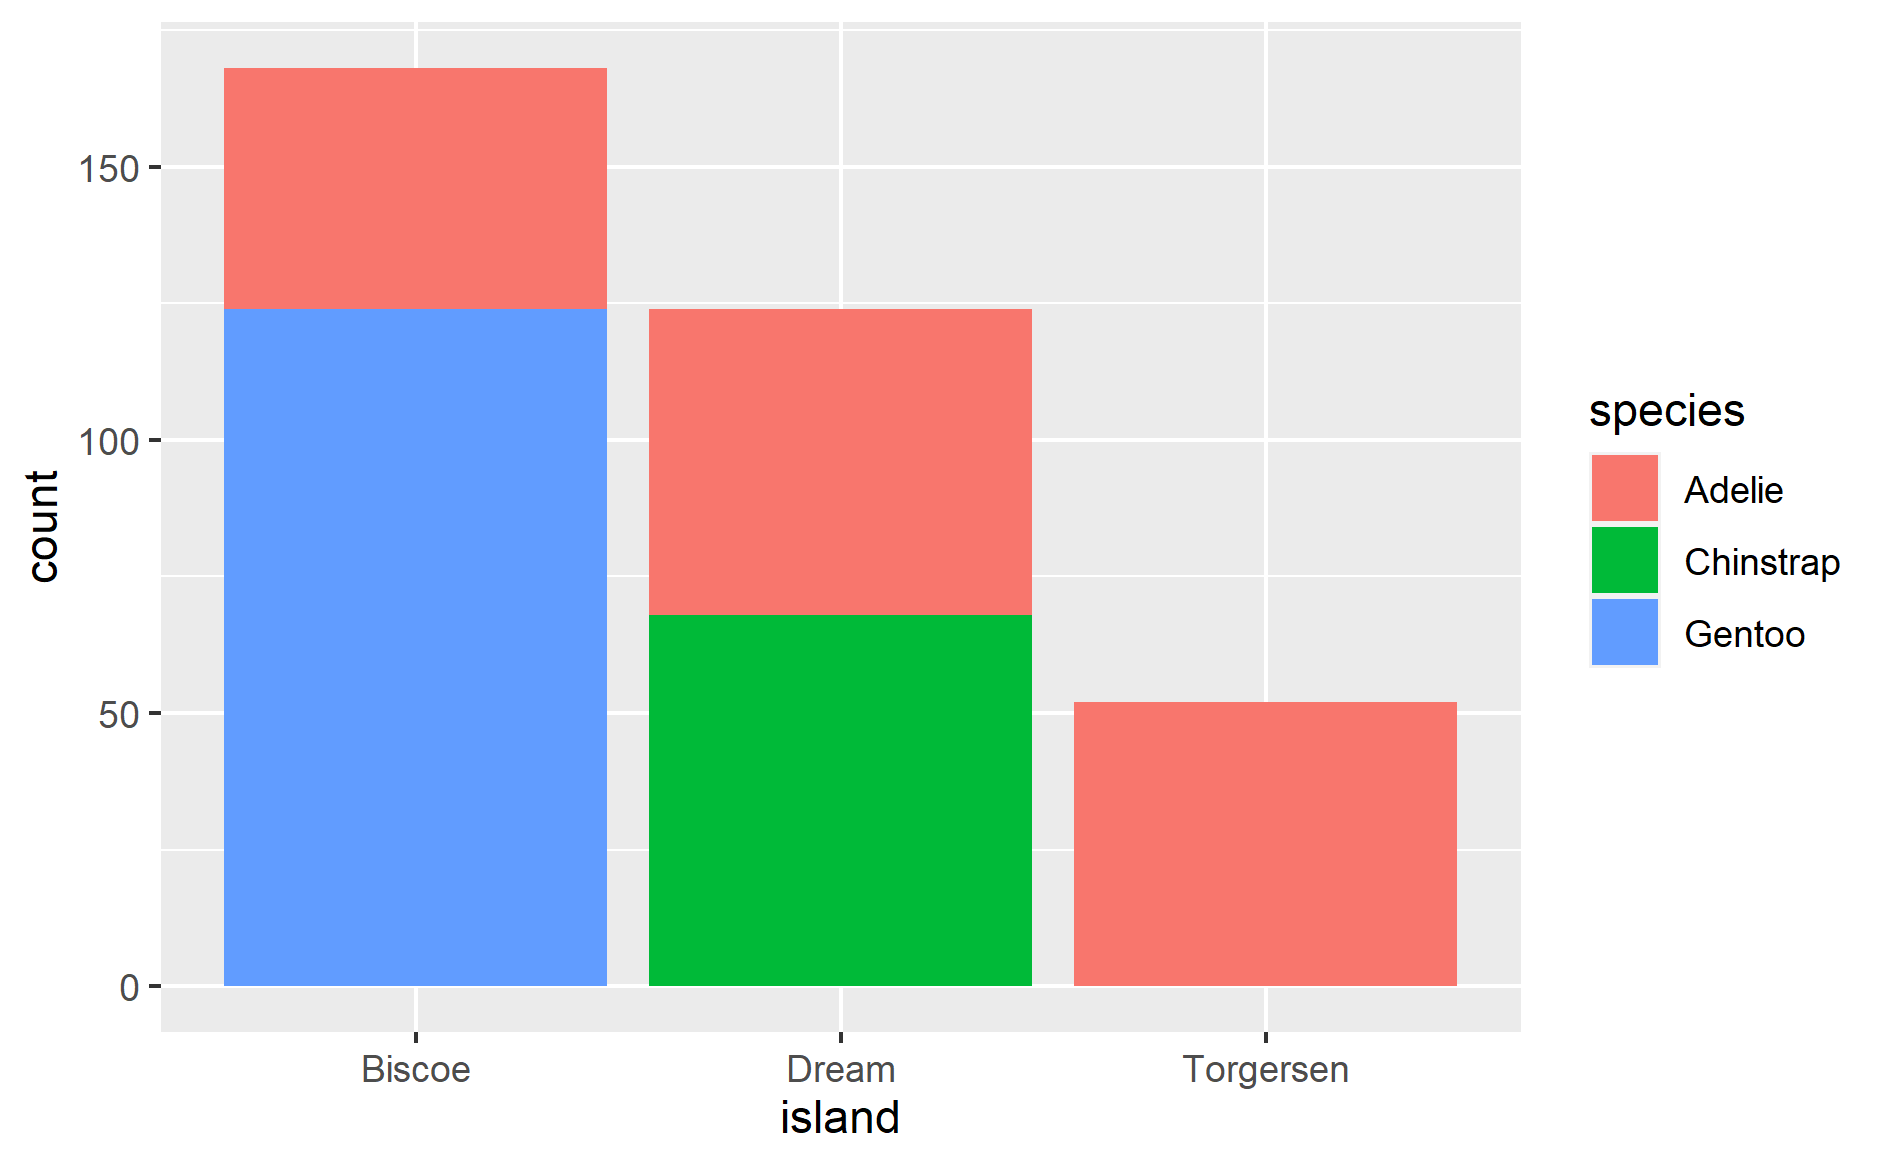 count
150
100
50
0
Biscoe
Dream
Torgersen
island
species
Adelie
Chinstrap
Gentoo